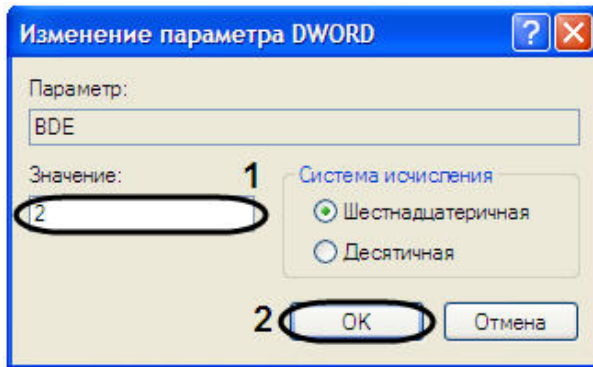 Изменение параметра DWORD
Параметр:
BDE
Значение:
1
Система исчисления
2
Шестнадцатеричная
Десятичная
2
OK
Отмена